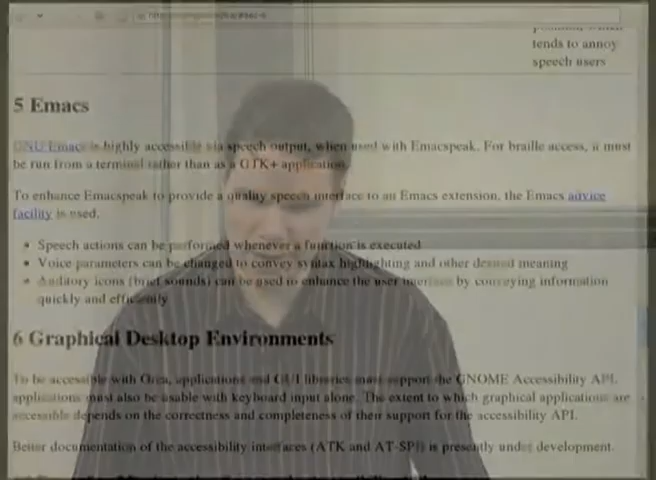 tends to annoy
speech users
5 Emacs
GNU Emacs is highly accessible via speech output, when used with Emacspeak. For braille access, it must
be run from a terminal rather than as a GTK+ application.
To enhance Emacspeak to provide a quality speech interface to an Emacs extension, the Emacs advice
facility is used.
Speech actions can be performed whenever a function is executed
Voice parameters can be changed to convey syntax highlighting and other desired meaning
Auditory icons (brief sounds) can be used to enhance the user interface by conveying information
quickly and efficiently
6 Graphical Desktop Environments
To be accessible with Orca, applications and GUI libraries must support the GNOME Accessibility API.
applications must also be usable with keyboard input alone. The extent to which graphical applications are
accessible depends on the correctness and completeness of their support for the accessibility API.
Better documentation of the accessibility interfaces (ATK and AT-SPI) is presently under development.